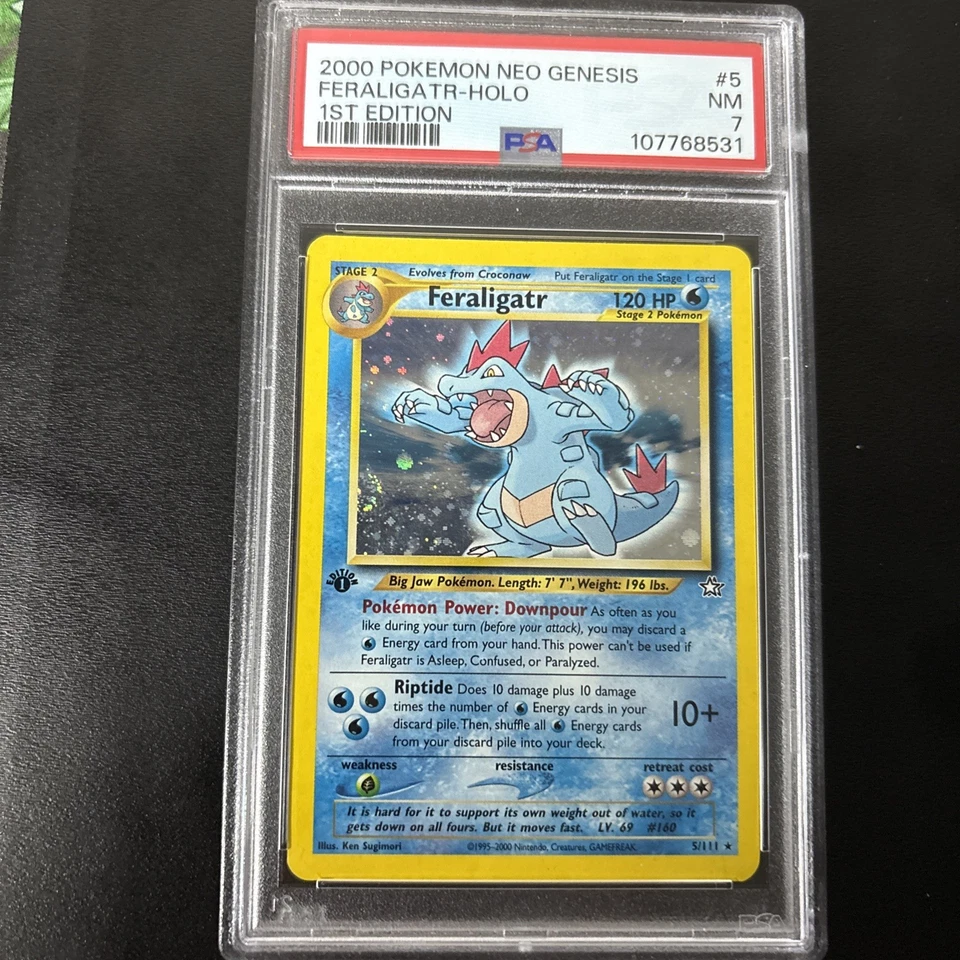 2000 POKEMON NEO GENESIS #5
FERALIGATR-HOLO NM
1ST EDITION 7
PSA 107768531
STAGE 2 Evolves from Croconaw Put Feraligatr on the Stage 1 card
Feraligatr 120 HP
Stage 2 Pokémon
EDITION 1
Big Jaw Pokémon. Length: 7' 7", Weight: 196 lbs.
Pokémon Power: Downpour As often as you
like during your turn (before your attack), you may discard a
Energy card from your hand. This power can't be used if
Feraligatr is Asleep, Confused, or Paralyzed.
Riptide Does 10 damage plus 10 damage
times the number of Energy cards in your
discard pile. Then, shuffle all Energy cards
from your discard pile into your deck.
10+
weakness resistance retreat cost
It is hard for it to support its own weight out of water, so it
gets down on all fours. But it moves fast. LV. 69 #160
Illus. Ken Sugimori ©1995-2000 Nintendo, Creatures, GAMEFREAK. 5/111 ★
PSA